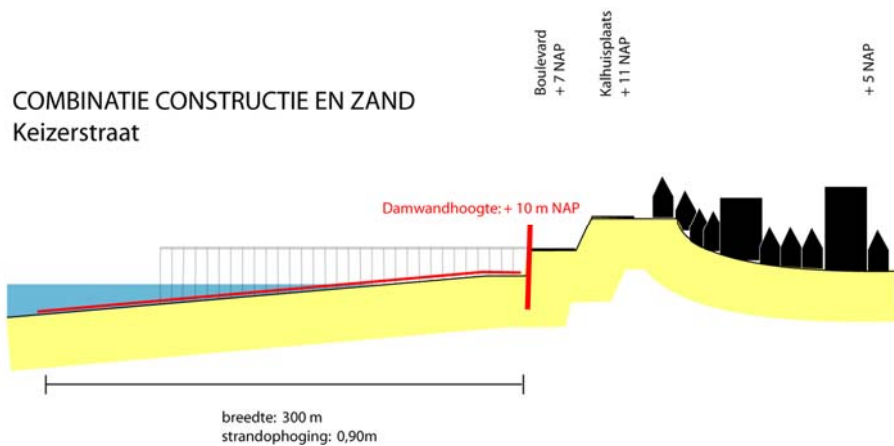 COMBINATIE CONSTRUCTIE EN ZAND
Keizerstraat
Boulevard
+ 7 NAP
Kalhuisplaats
+ 11 NAP
+ 5 NAP
Damwandhoogte: + 10 m NAP
breedte: 300 m
strandophoging: 0,90m